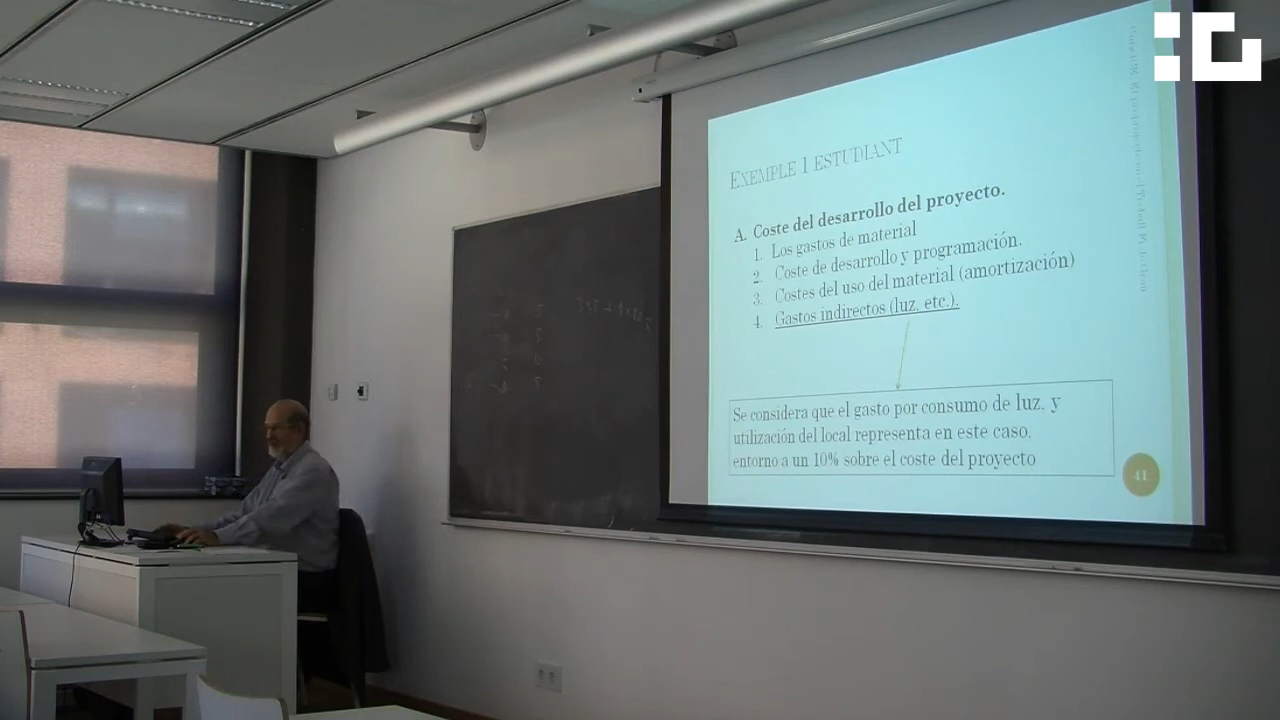 EXEMPLE 1 ESTUDIANT
A. Coste del desarrollo del proyecto.
1. Los gastos de material
2. Coste de desarrollo y programación.
3. Costes del uso del material (amortización)
4. Gastos indirectos (luz, etc.).
Se considera que el gasto por consumo de luz, y
utilización del local representa en este caso,
entorno a un 10% sobre el coste del proyecto
41